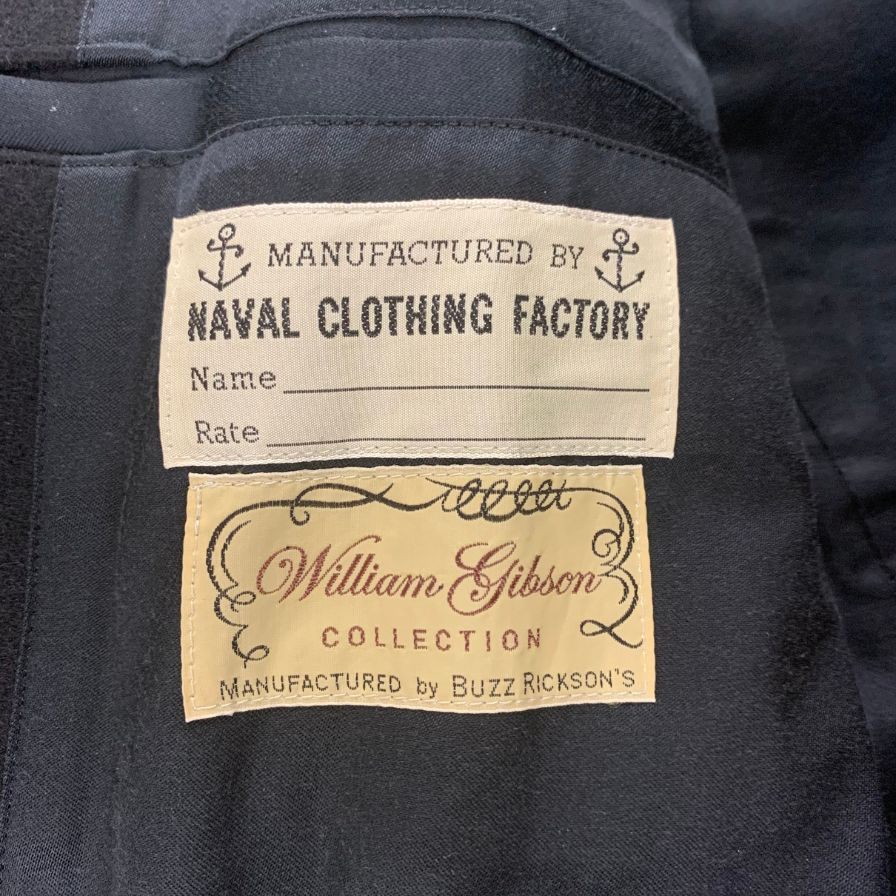 MANUFACTURED BY
NAVAL CLOTHING FACTORY
Name
Rate
William Gibson
COLLECTION
MANUFACTURED by BUZZ RICKSON'S